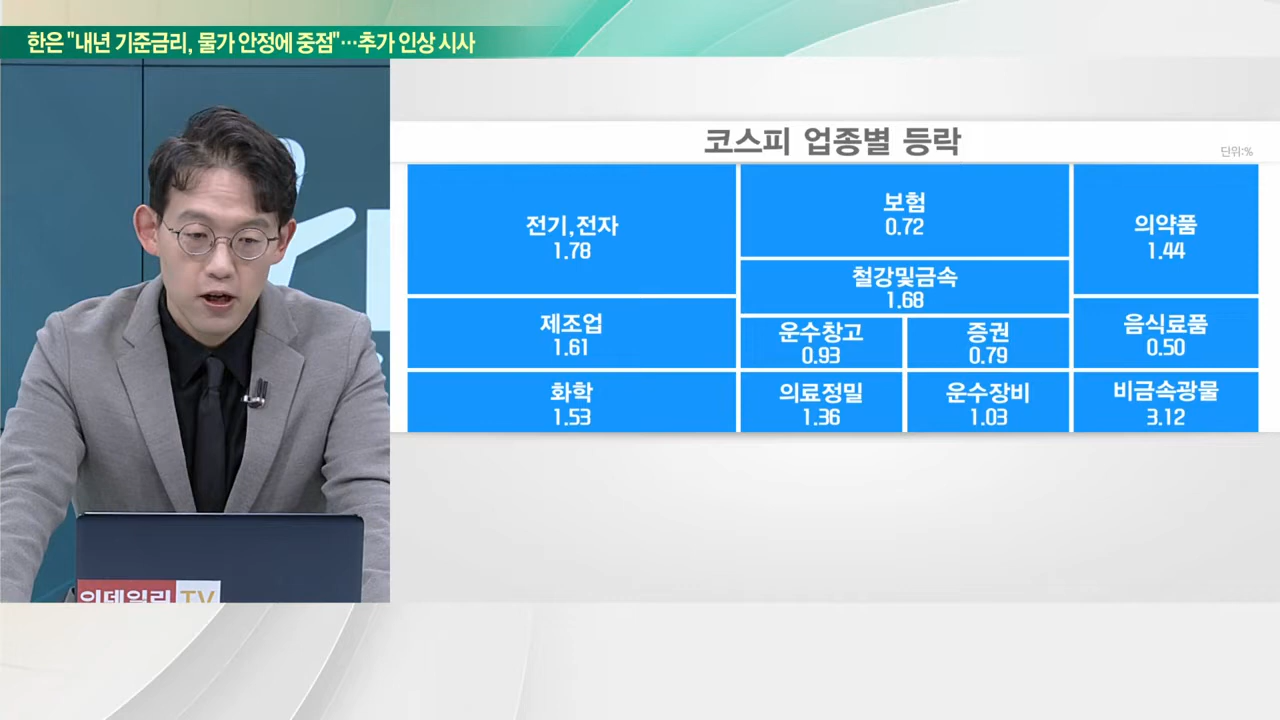 한은 "내년 기준금리, 물가 안정에 중점"…추가 인상 시사
코스피 업종별 등락
단위:%
전기,전자
1.78
보험
0.72
의약품
1.44
철강및금속
1.68
제조업
1.61
운수창고
0.93
증권
0.79
음식료품
0.50
화학
1.53
의료정밀
1.36
운수장비
1.03
비금속광물
3.12
이데일리 TV